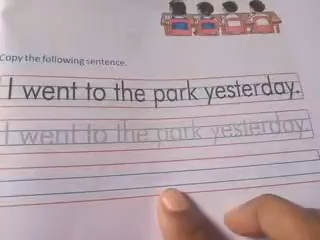 Copy the following sentence.
I went to the park yesterday.
I went to the park yesterday.